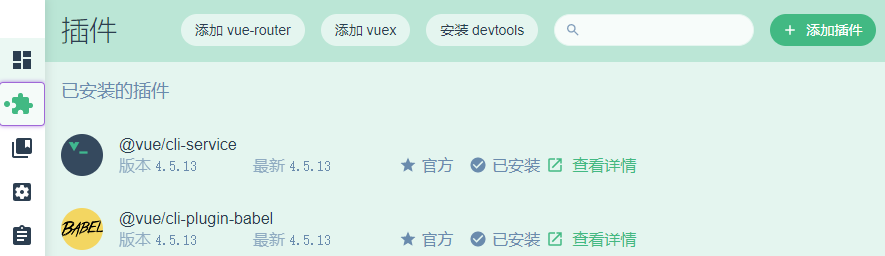 插件 添加 vue-router 添加 vuex 安装 devtools 添加插件
已安装的插件
@vue/cli-service
版本 4.5.13 最新 4.5.13 官方 已安装 查看详情
BABEL @vue/cli-plugin-babel
版本 4.5.13 最新 4.5.13 官方 已安装 查看详情